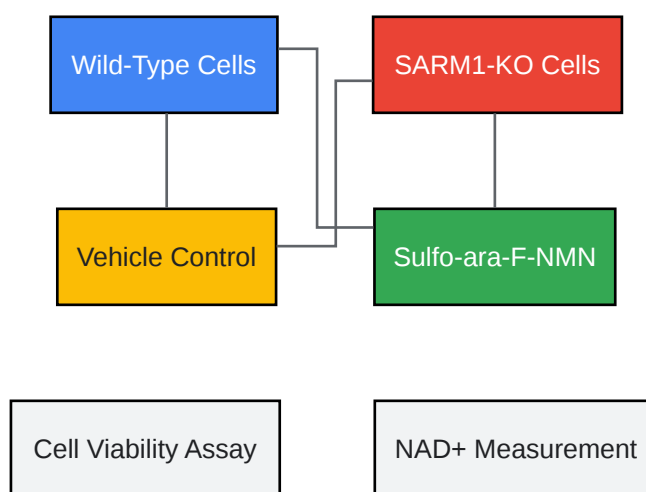 Wild-Type Cells
SARM1-KO Cells
Vehicle Control
Sulfo-ara-F-NMN
Cell Viability Assay
NAD+ Measurement